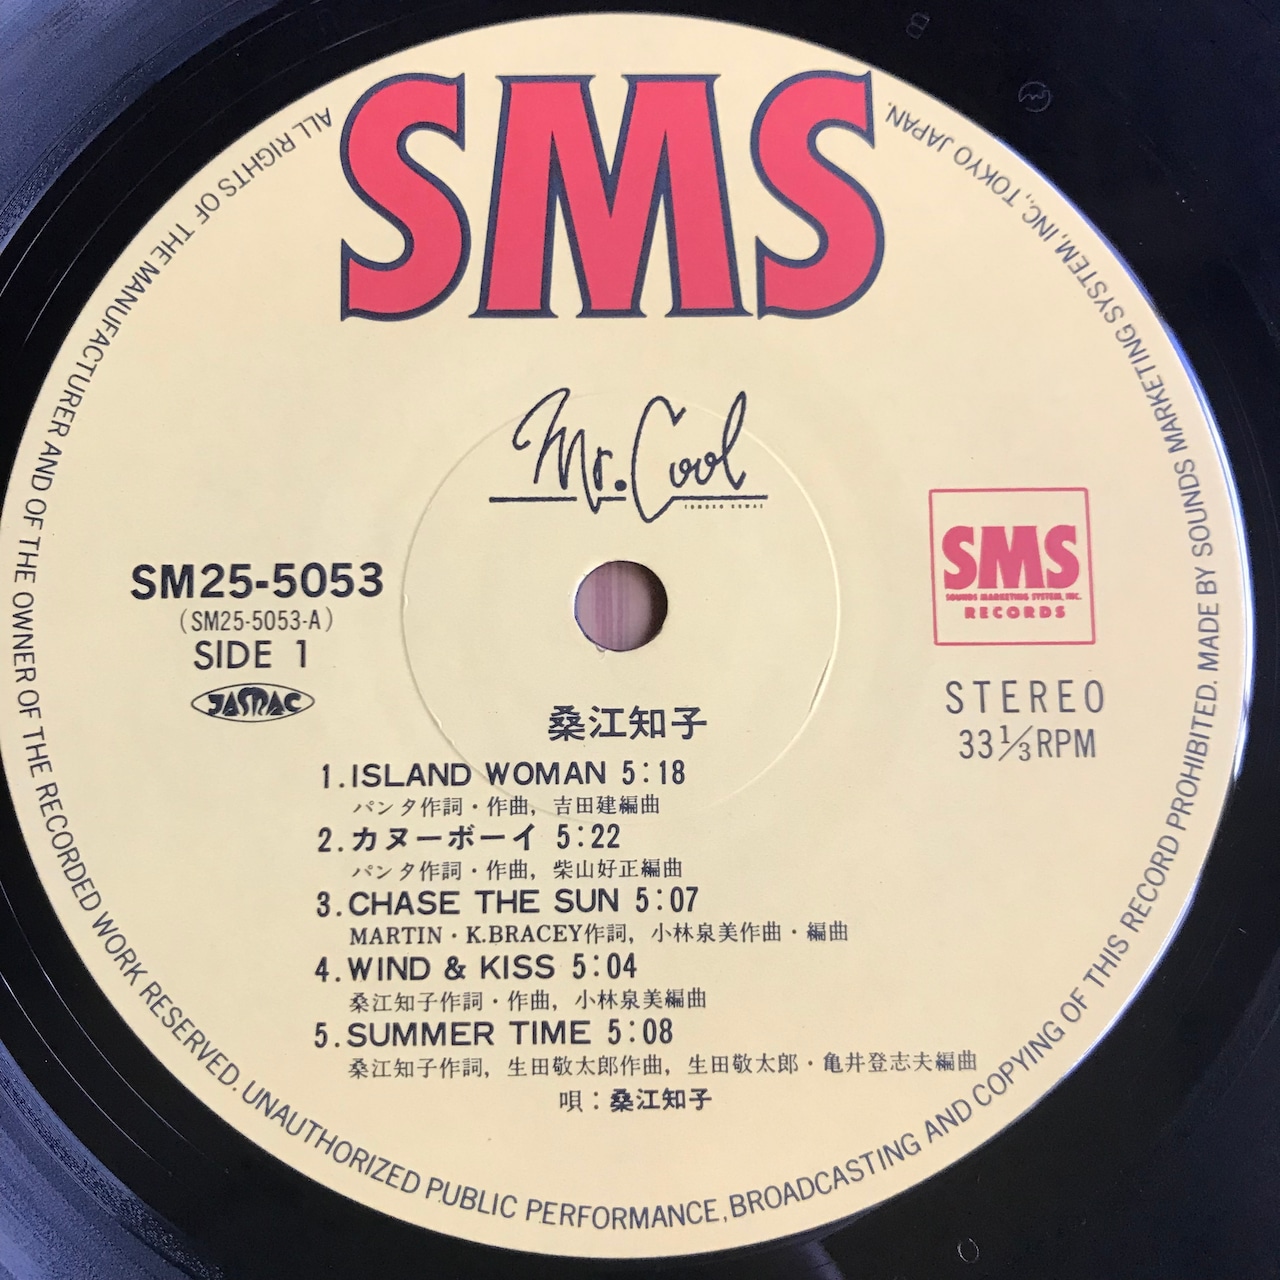 SMS
Mr. Cool
TOMOKO KUWAE
SM25-5053
(SM25-5053-A)
SIDE 1
JASRAC
SMS
SOUNDS MARKETING SYSTEM, INC.
RECORDS
STEREO
33 1/3 RPM
桑江知子
1. ISLAND WOMAN 5:18
パンタ作詞・作曲, 吉田建編曲
2. カヌーボーイ 5:22
パンタ作詞・作曲, 柴山好正編曲
3. CHASE THE SUN 5:07
MARTIN・K.BRACEY作詞, 小林泉美作曲・編曲
4. WIND & KISS 5:04
桑江知子作詞・作曲, 小林泉美編曲
5. SUMMER TIME 5:08
桑江知子作詞, 生田敬太郎作曲, 生田敬太郎・亀井登志夫編曲
唄：桑江知子
ALL RIGHTS OF THE MANUFACTURER AND OF THE OWNER OF THE RECORDED WORK RESERVED. UNAUTHORIZED PUBLIC PERFORMANCE, BROADCASTING AND COPYING OF THIS RECORD PROHIBITED. MADE BY SOUNDS MARKETING SYSTEM, INC., TOKYO JAPAN.